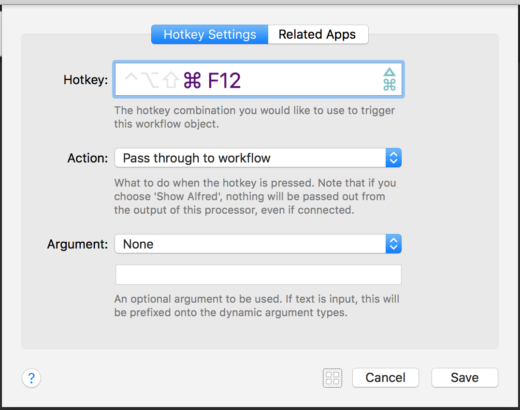 Hotkey Settings Related Apps
Hotkey: ⌃⌥⇧⌘ F12
The hotkey combination you would like to use to trigger
this workflow object.
Action: Pass through to workflow
What to do when the hotkey is pressed. Note that if you
choose 'Show Alfred', nothing will be passed out from
the output of this processor, even if connected.
Argument: None
An optional argument to be used. If text is input, this will
be prefixed onto the dynamic argument types.
? Cancel Save